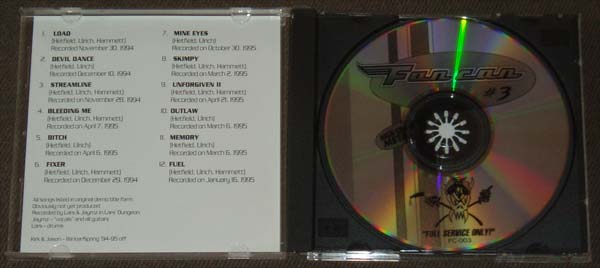 1. LOAD
(Hetfield, Ulrich, Hammett)
Recorded November 30, 1994
2. DEVIL DANCE
(Hetfield, Ulrich)
Recorded December 10, 1994
3. STREAMLINE
(Hetfield, Ulrich, Hammett)
Recorded on November 28, 1994
4. BLEEDING ME
(Hetfield, Ulrich, Hammett)
Recorded on April 7, 1995
5. BITCH
(Hetfield, Ulrich)
Recorded on April 6, 1995
6. FIXER
(Hetfield, Ulrich, Hammett)
Recorded on December 29, 1994
7. MINE EYES
(Hetfield, Ulrich)
Recorded on October 30, 1995
8. SKIMPY
(Hetfield, Ulrich)
Recorded on March 2, 1995
9. UNFORGIVEN II
(Hetfield, Ulrich, Hammett)
Recorded on April 25, 1995
10. OUTLAW
(Hetfield, Ulrich, Hammett)
Recorded on March 6, 1995
11. MEMORY
(Hetfield, Ulrich)
Recorded on March 6, 1995
12. FUEL
(Hetfield, Ulrich, Hammett)
Recorded on January 16, 1995
All songs listed in original demo title form.
Obviously not yet produced
Recorded by Lars & Jaymz in Lars' Dungeon
Jaymz - "vocals" and all guitars
Lars - drums
Kirk & Jason - Winter/Spring '94-95 off
Fan can
#3
"FULL SERVICE ONLY!"
FC-003